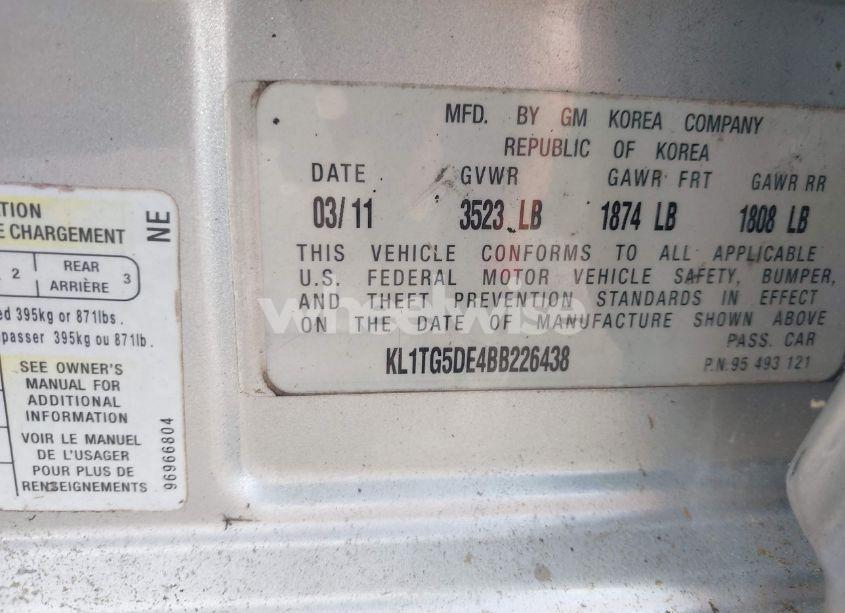 TION
E CHARGEMENT
NE
2 REAR 3
ARRIÈRE
ed 395kg or 871lbs.
passer 395kg ou 871lb.
SEE OWNER'S
MANUAL FOR
ADDITIONAL
INFORMATION
VOIR LE MANUEL
DE L'USAGER
POUR PLUS DE
RENSEIGNEMENTS
96966804
MFD. BY GM KOREA COMPANY
REPUBLIC OF KOREA
DATE GVWR GAWR FRT GAWR RR
03/11 3523 LB 1874 LB 1808 LB
THIS VEHICLE CONFORMS TO ALL APPLICABLE
U.S. FEDERAL MOTOR VEHICLE SAFETY, BUMPER,
AND THEFT PREVENTION STANDARDS IN EFFECT
ON THE DATE OF MANUFACTURE SHOWN ABOVE
PASS. CAR
KL1TG5DE4BB226438
P.N. 95 493 121
wheelwise